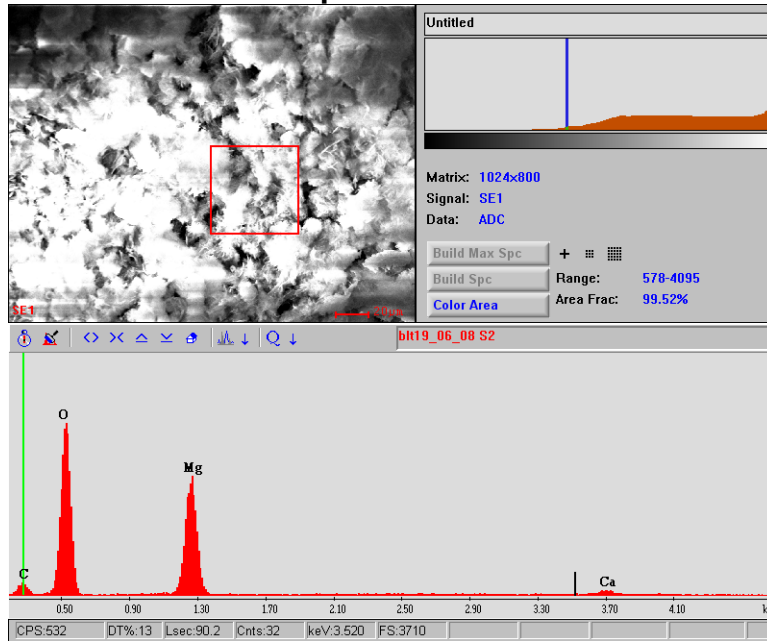 Untitled
Matrix: 1024x800
Signal: SE1
Data: ADC
Build Max Spc
Build Spc
Range: 578-4095
Color Area
Area Frac: 99.52%
SE1
blt19_06_08 S2
O
Mg
C
Ca
0.50 0.90 1.30 1.70 2.10 2.50 2.90 3.30 3.70 4.10
CPS:532 DT%:13 Lsec:90.2 Cnts:32 keV:3.520 FS:3710